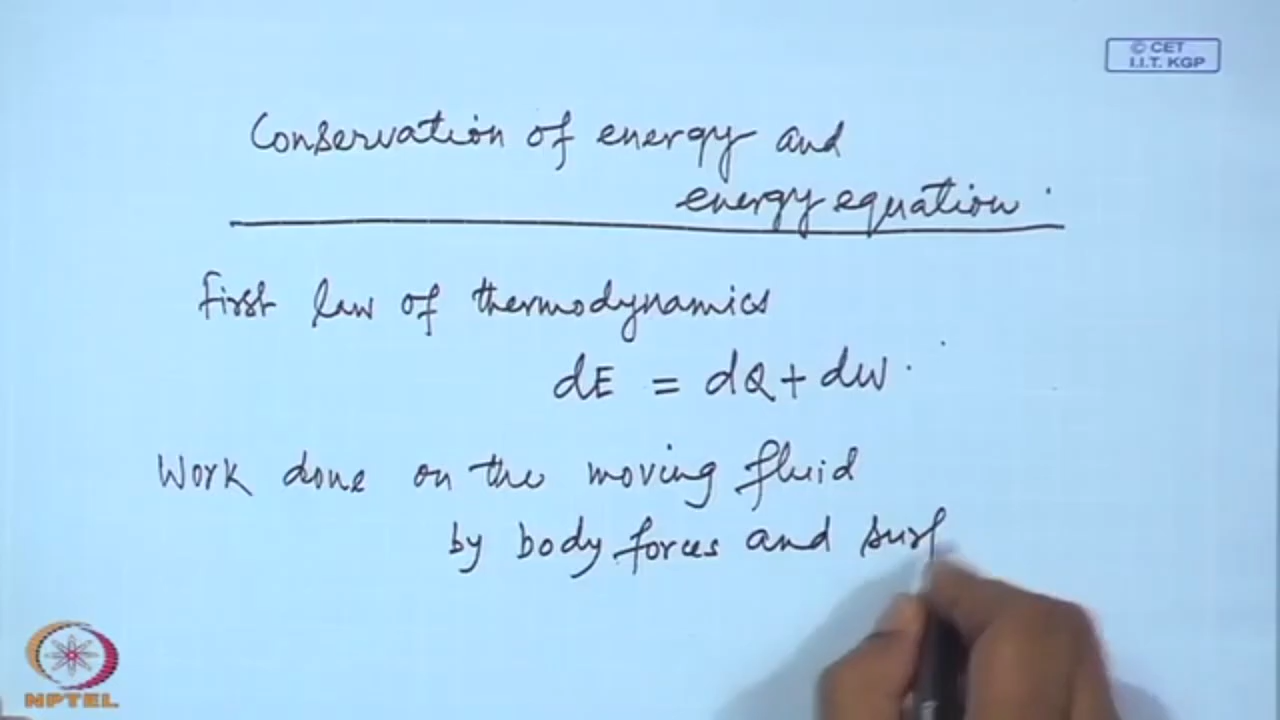 © CET
I.I.T. KGP
Conservation of energy and
energy equation.
First law of thermodynamics
dE = dQ + dW.
Work done on the moving fluid
by body forces and surf
NPTEL